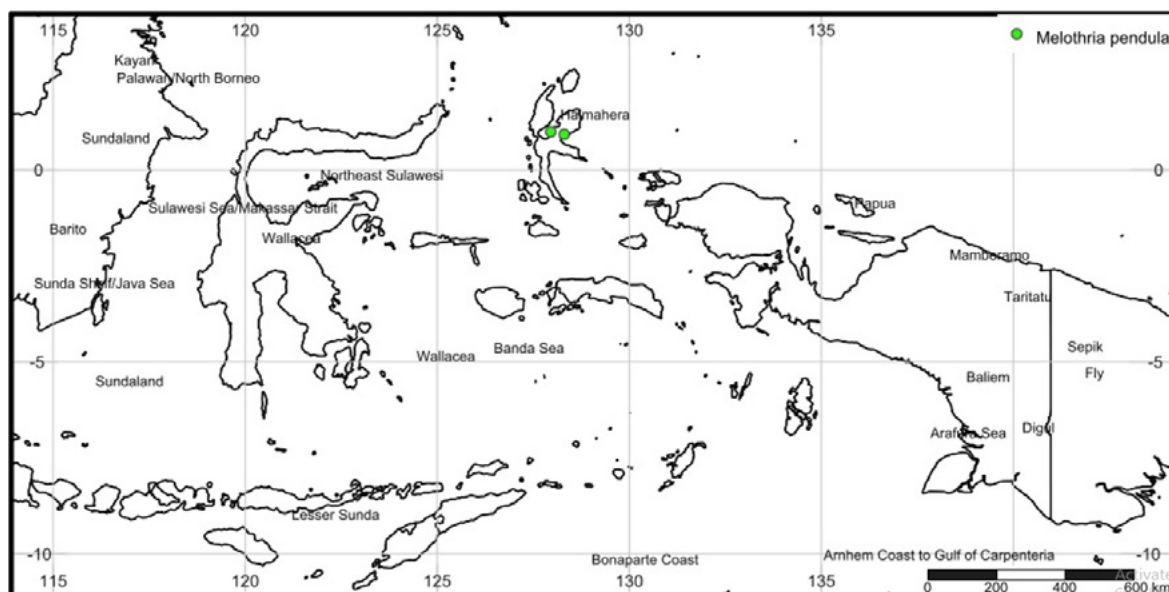 115 120 125 130 135
Melothria pendula
Kayan
Palawan/North Borneo
Halmahera
Sundaland
0 0
Northeast Sulawesi
Papua
Sulawesi Sea/Makassar Strait
Barito
Wallacea
Mamberamo
Sunda Shelf/Java Sea
Taritatu
Sepik
Banda Sea
Wallacea
-5 -5
Fly
Sundaland
Baliem
Digul
Arafura Sea
Lesser Sunda
-10 -10
Arnhem Coast to Gulf of Carpenteria
Bonaparte Coast
Activate
115 120 125 130 135
0 200 400 600 km